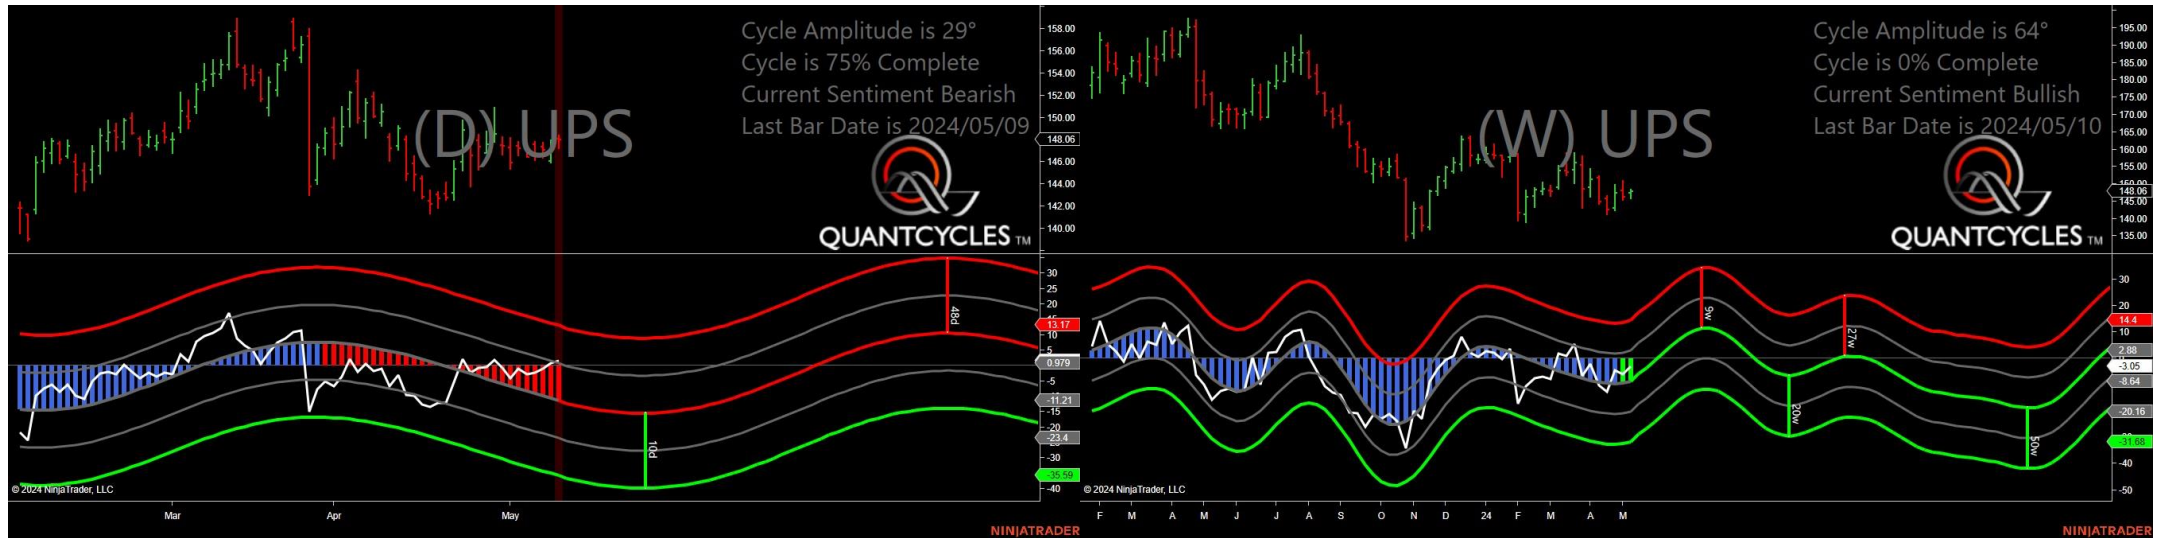 Cycle Amplitude is 29°
Cycle is 75% Complete
Current Sentiment Bearish
Last Bar Date is 2024/05/09
(D) UPS
QUANTCYCLES TM
158.00
156.00
154.00
152.00
150.00
148.06
146.00
144.00
142.00
140.00
30
25
20
13.17
10
5
0.979
-5
-11.21
-15
-23.4
-30
-35.59
-40
48d
10d
© 2024 NinjaTrader, LLC
Mar
Apr
May
NINJATRADER
Cycle Amplitude is 64°
Cycle is 0% Complete
Current Sentiment Bullish
Last Bar Date is 2024/05/10
(W) UPS
QUANTCYCLES TM
195.00
190.00
185.00
180.00
175.00
170.00
165.00
160.00
155.00
150.00
148.06
145.00
140.00
135.00
30
20
14.4
10
2.88
-3.05
-8.64
-20.16
-31.68
-40
-50
9w
27w
20w
50w
© 2024 NinjaTrader, LLC
F M A M J J A S O N D 24 F M A M
NINJATRADER